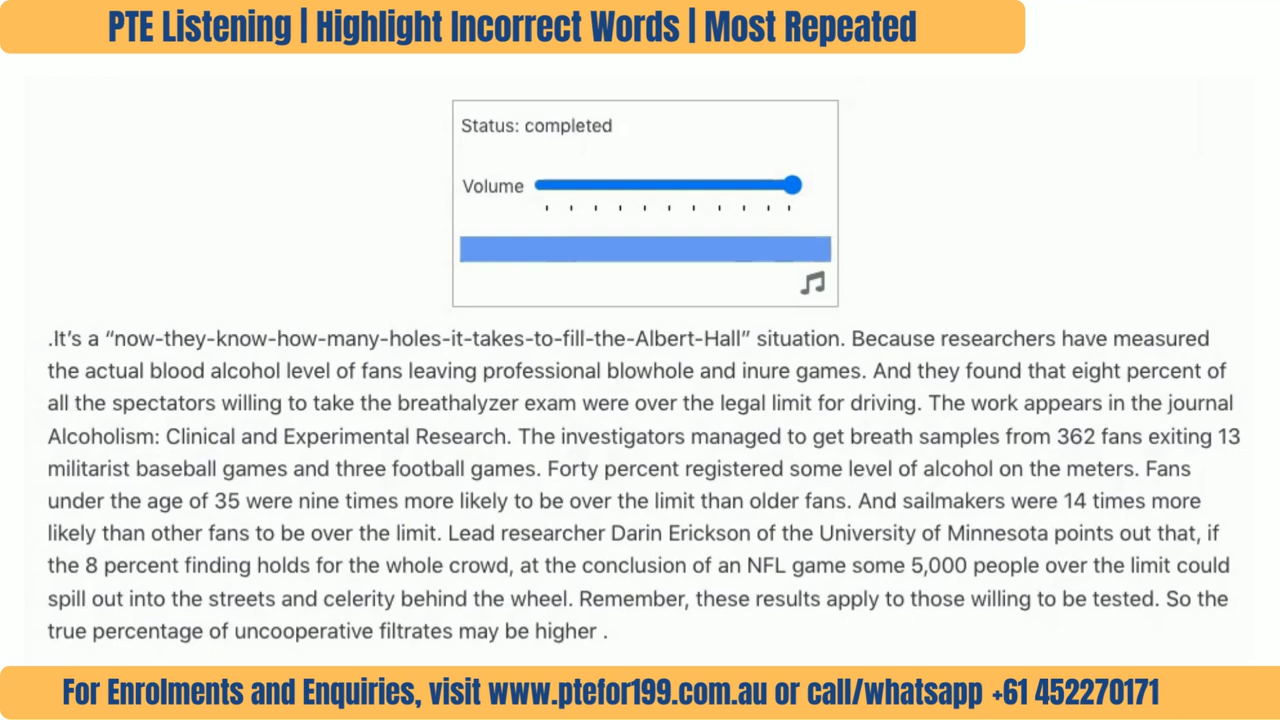 PTE Listening | Highlight Incorrect Words | Most Repeated
Status: completed
Volume
.It’s a “now-they-know-how-many-holes-it-takes-to-fill-the-Albert-Hall” situation. Because researchers have measured
the actual blood alcohol level of fans leaving professional blowhole and inure games. And they found that eight percent of
all the spectators willing to take the breathalyzer exam were over the legal limit for driving. The work appears in the journal
Alcoholism: Clinical and Experimental Research. The investigators managed to get breath samples from 362 fans exiting 13
militarist baseball games and three football games. Forty percent registered some level of alcohol on the meters. Fans
under the age of 35 were nine times more likely to be over the limit than older fans. And sailmakers were 14 times more
likely than other fans to be over the limit. Lead researcher Darin Erickson of the University of Minnesota points out that, if
the 8 percent finding holds for the whole crowd, at the conclusion of an NFL game some 5,000 people over the limit could
spill out into the streets and celerity behind the wheel. Remember, these results apply to those willing to be tested. So the
true percentage of uncooperative filtrates may be higher .
For Enrolments and Enquiries, visit www.ptefor199.com.au or call/whatsapp +61 452270171